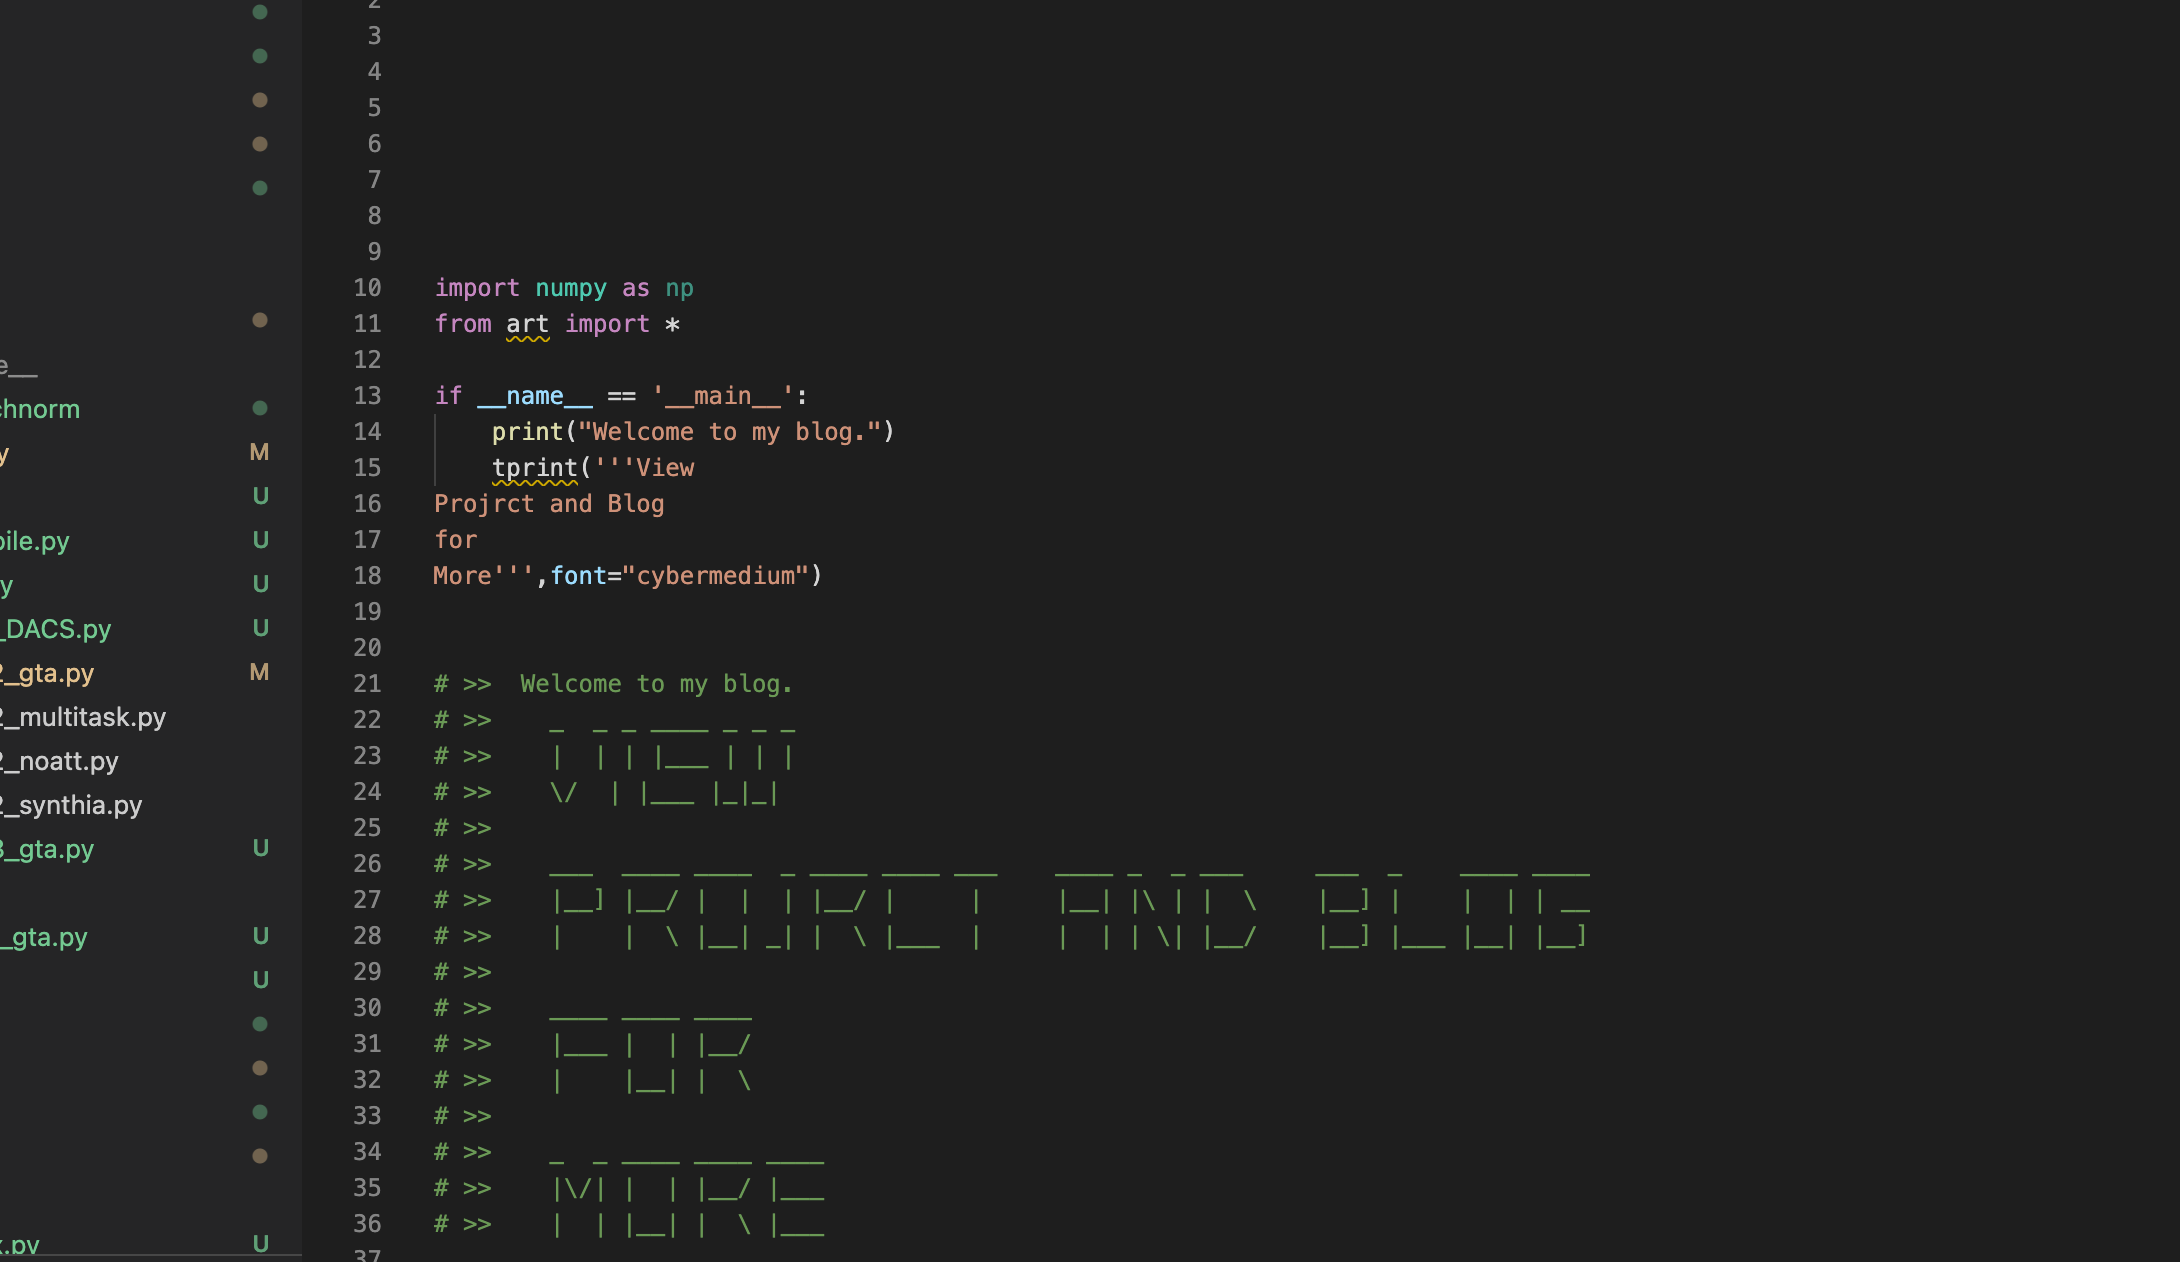 2
3
4
5
6
7
8
9
10 import numpy as np
11 from art import *
12
13 if __name__ == '__main__':
14     print("Welcome to my blog.")
15     tprint('''View
16 Projrct and Blog
17 for
18 More''',font="cybermedium")
19
20
21 # >>  Welcome to my blog.
22 # >>    _  _ _ ____ _ _ _
23 # >>    |  | | |___ | | |
24 # >>    \/  | |___ |_|_|
25 # >>
26 # >>    ___  ____ ____  _ ____ ____ ___    ____ _  _ ___     ___  _    ____ ____
27 # >>    |__] |__/ |  |  | |__/ |     |     |__| |\ | |  \    |__] |    |  | | __
28 # >>    |    |  \ |__| _| |  \ |___  |     |  | | \| |__/    |__] |___ |__| |__]
29 # >>
30 # >>    ____ ____ ____
31 # >>    |___ |  | |__/
32 # >>    |    |__| |  \
33 # >>
34 # >>    _  _ ____ ____ ____
35 # >>    |\/| |  | |__/ |___
36 # >>    |  | |__| |  \ |___
37
e__
chnorm
y M
U
bile.py U
y U
_DACS.py U
2_gta.py M
2_multitask.py
2_noatt.py
2_synthia.py
3_gta.py U
_gta.py U
U
.py U